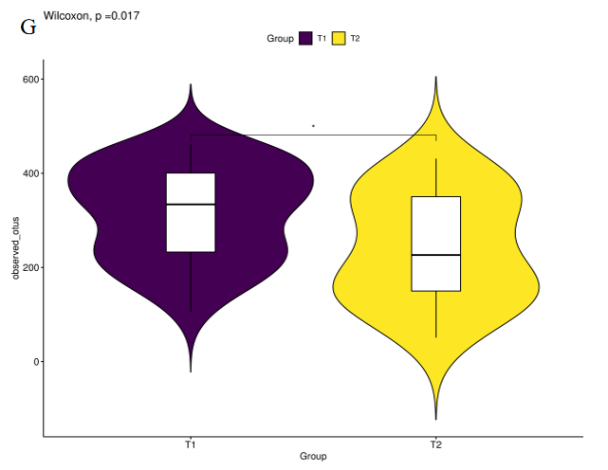 G
Wilcoxon, p =0.017
Group T1 T2
observed_otus
600
400
200
0
*
T1 T2
Group